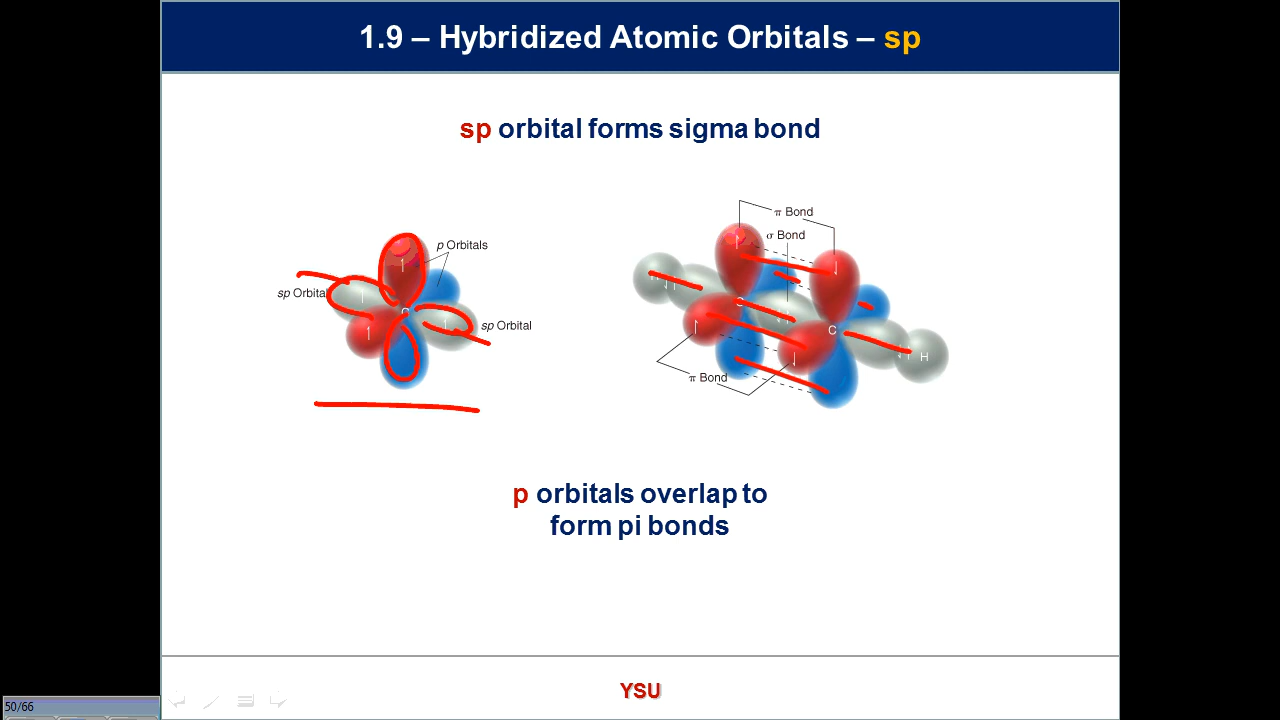 1.9 – Hybridized Atomic Orbitals – sp
sp orbital forms sigma bond
p Orbitals
sp Orbital
sp Orbital
C
π Bond
σ Bond
C
C
H
π Bond
p orbitals overlap to
form pi bonds
YSU
50/66